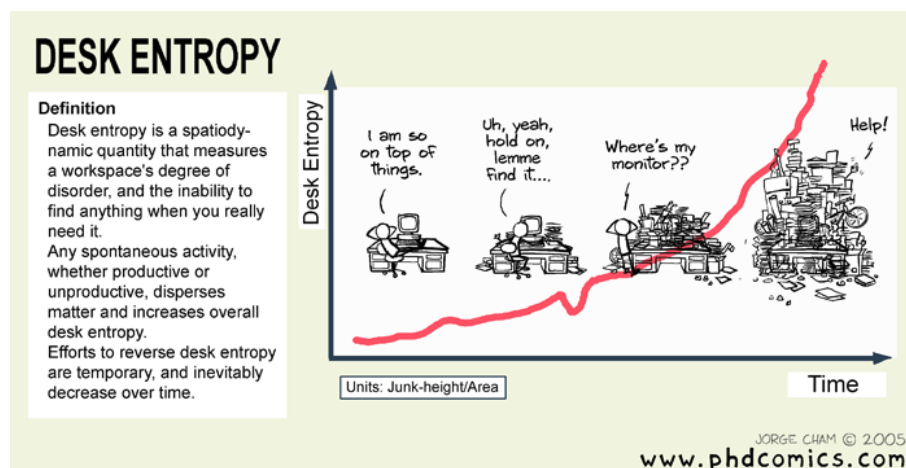 DESK ENTROPY
Definition
Desk entropy is a spatiody-
namic quantity that measures
a workspace's degree of
disorder, and the inability to
find anything when you really
need it.
Any spontaneous activity,
whether productive or
unproductive, disperses
matter and increases overall
desk entropy.
Efforts to reverse desk entropy
are temporary, and inevitably
decrease over time.
Desk Entropy
I am so
on top of
things.
Uh, yeah,
hold on,
lemme
find it....
Where's my
monitor??
Help!
Units: Junk-height/Area
Time
JORGE CHAM © 2005
www.phdcomics.com